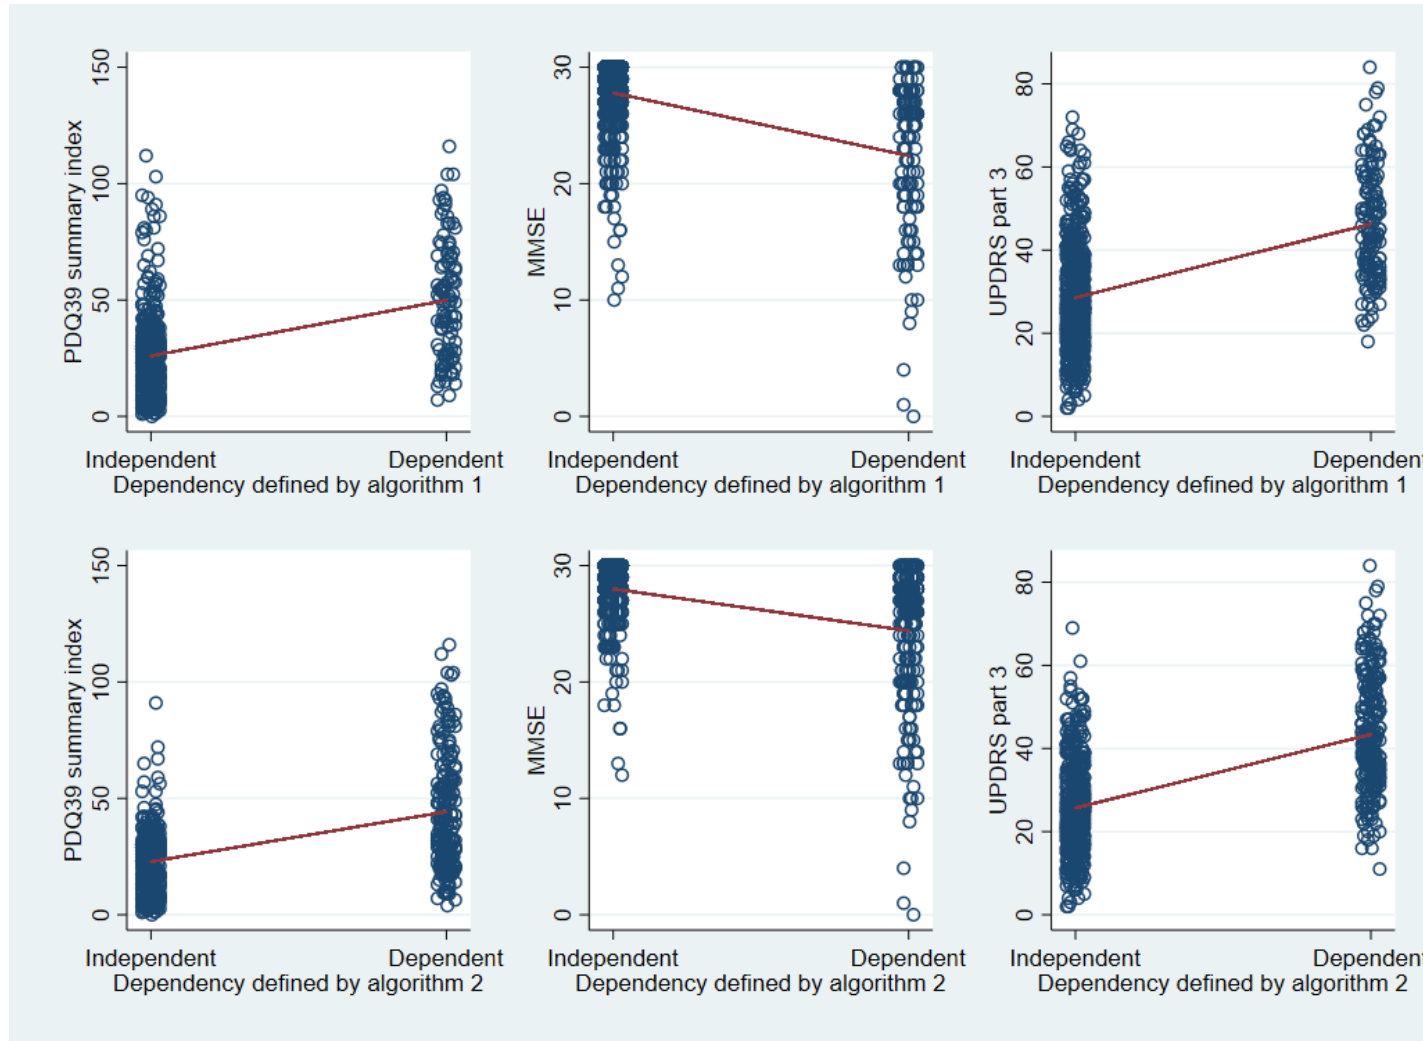 PDQ39 summary index
150
100
50
0
Independent Dependent
Dependency defined by algorithm 1
MMSE
30
20
10
0
Independent Dependent
Dependency defined by algorithm 1
UPDRS part 3
80
60
40
20
0
Independent Dependent
Dependency defined by algorithm 1
PDQ39 summary index
150
100
50
0
Independent Dependent
Dependency defined by algorithm 2
MMSE
30
20
10
0
Independent Dependent
Dependency defined by algorithm 2
UPDRS part 3
80
60
40
20
0
Independent Dependent
Dependency defined by algorithm 2